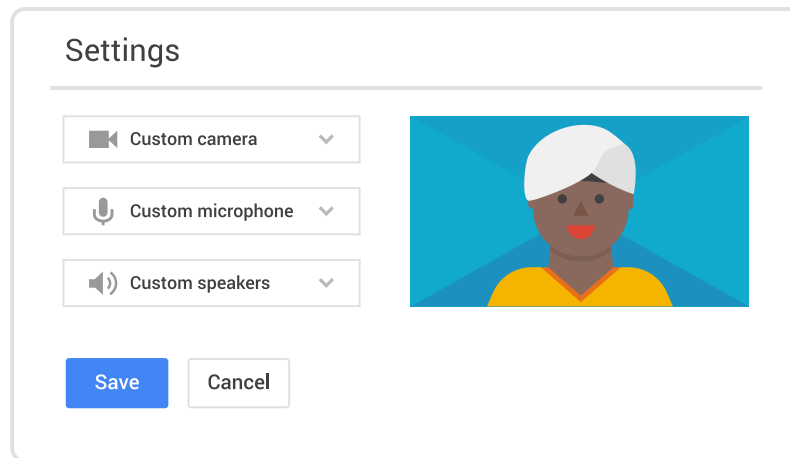 Settings
Custom camera
Custom microphone
Custom speakers
Save
Cancel